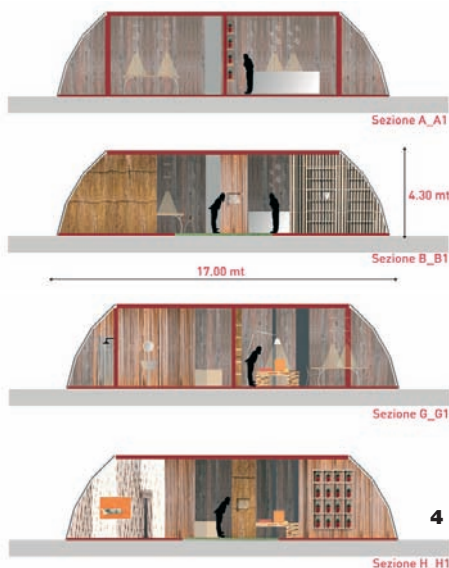 Sezione A_A1
4.30 mt
Sezione B_B1
17.00 mt
Sezione G_G1
4
Sezione H_H1